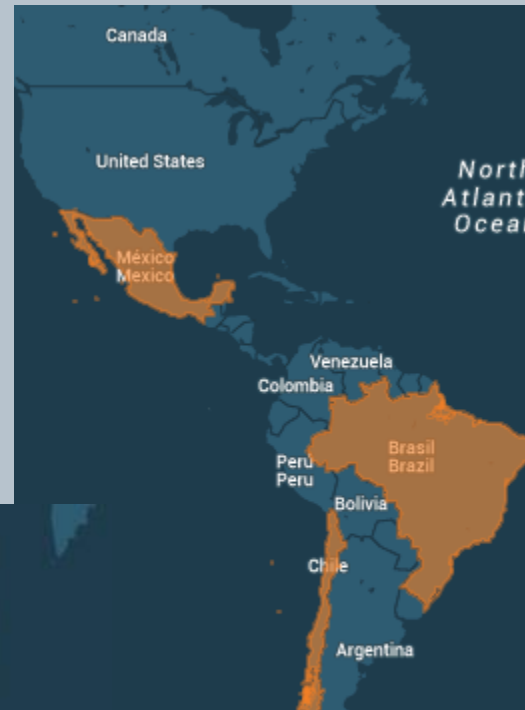 Canada
United States
North
Atlant
Ocea
México
Mexico
Venezuela
Colombia
Brasil
Brazil
Perú
Peru
Bolivia
Chile
Argentina